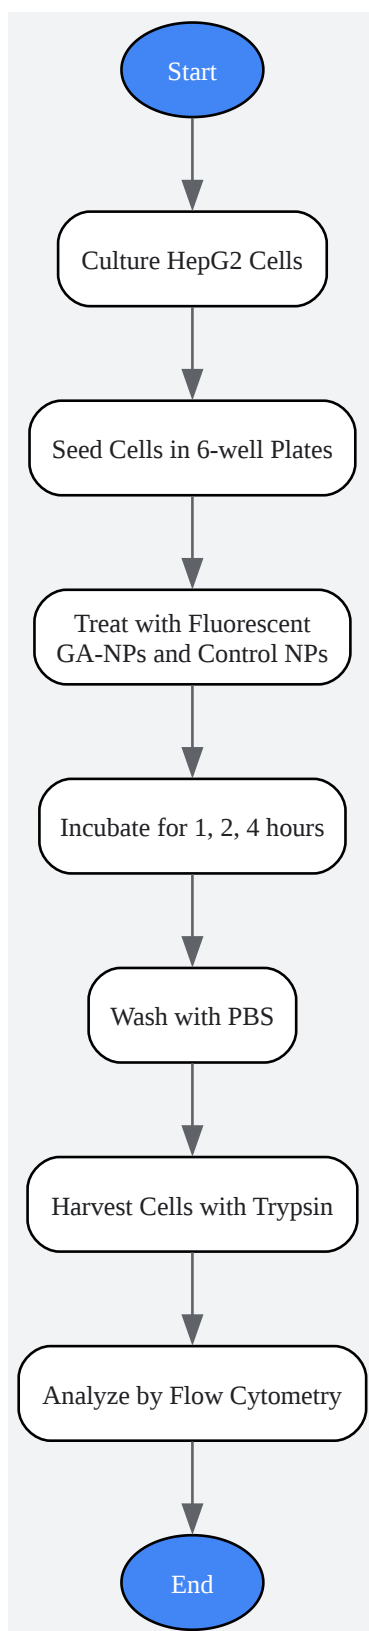 Start
Culture HepG2 Cells
Seed Cells in 6-well Plates
Treat with Fluorescent
GA-NPs and Control NPs
Incubate for 1, 2, 4 hours
Wash with PBS
Harvest Cells with Trypsin
Analyze by Flow Cytometry
End